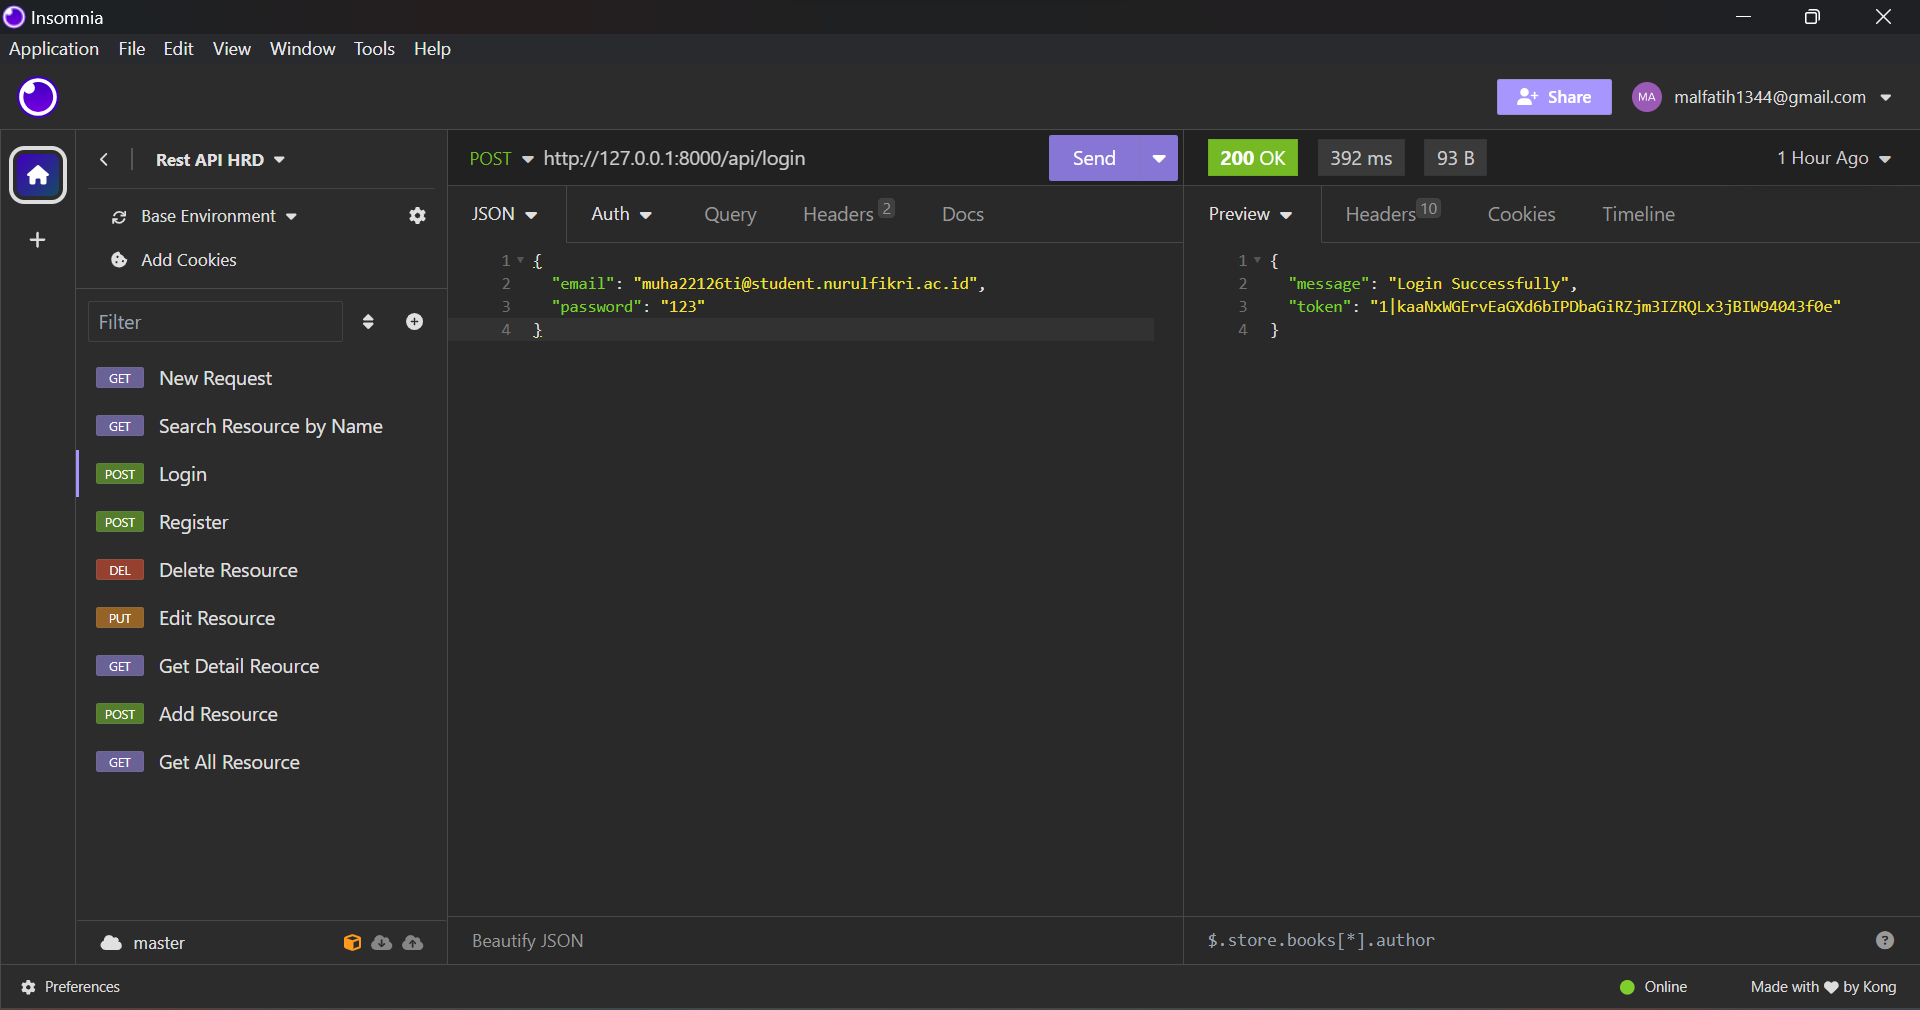 Insomnia
Application File Edit View Window Tools Help
Share MA malfatih1344@gmail.com
Rest API HRD
Base Environment
Add Cookies
Filter
GET New Request
GET Search Resource by Name
POST Login
POST Register
DEL Delete Resource
PUT Edit Resource
GET Get Detail Reource
POST Add Resource
GET Get All Resource
master
POST http://127.0.0.1:8000/api/login Send
JSON Auth Query Headers 2 Docs
1 {
2 "email": "muha22126ti@student.nurulfikri.ac.id",
3 "password": "123"
4 }
Beautify JSON
200 OK 392 ms 93 B 1 Hour Ago
Preview Headers 10 Cookies Timeline
1 {
2 "message": "Login Successfully",
3 "token": "1|kaaNxWGErvEaGXd6bIPDbaGiRZjm3IZRQLx3jBIW94043f0e"
4 }
$.store.books[*].author
Preferences
Online Made with ♥ by Kong